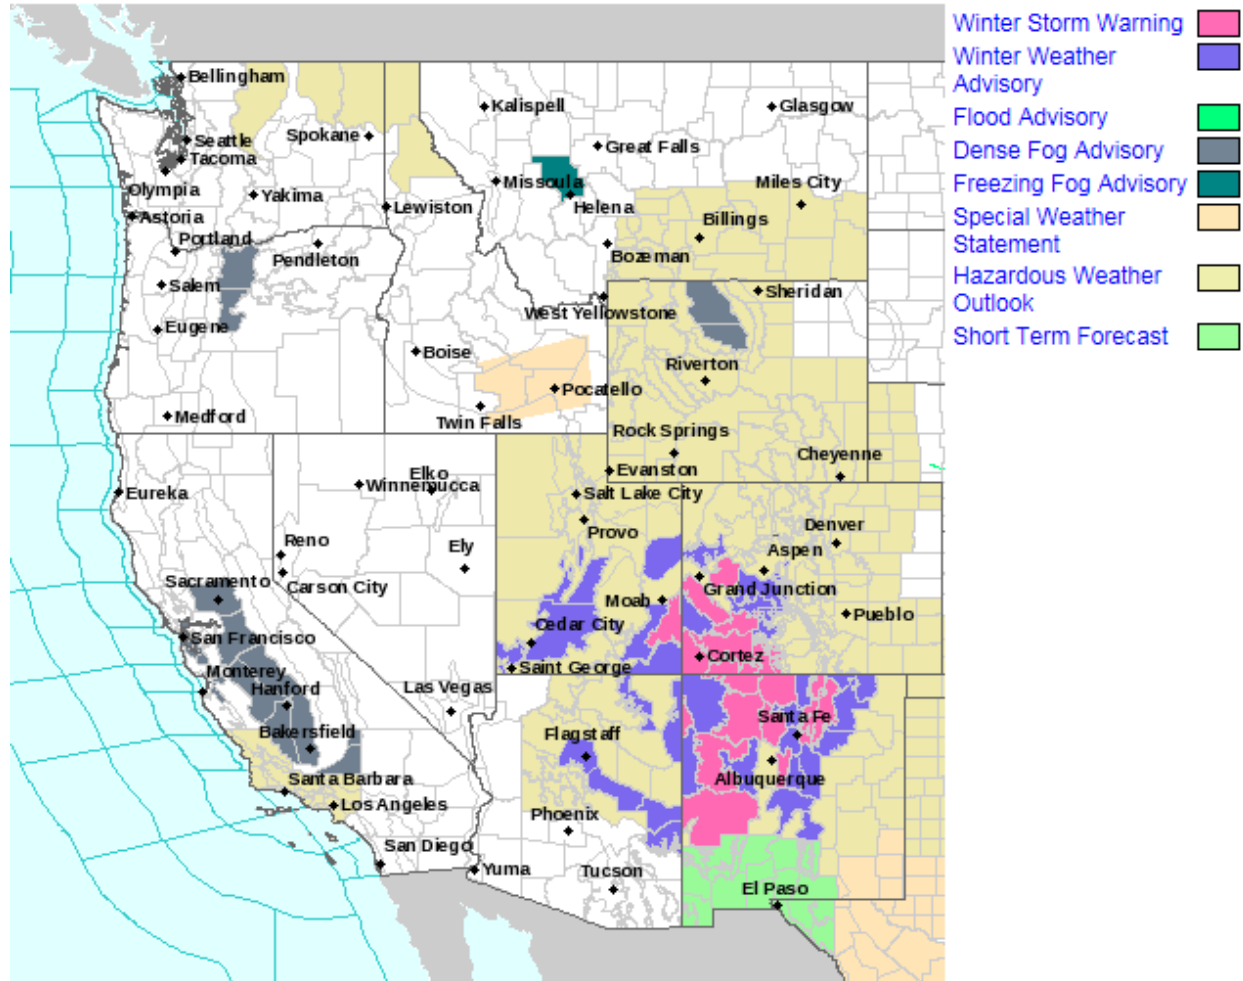 Bellingham
Kalispell
Glasgow
Seattle
Spokane
Great Falls
Tacoma
Olympia
Yakima
Missoula
Miles City
Astoria
Lewiston
Helena
Billings
Portland
Pendleton
Bozeman
Salem
Sheridan
West Yellowstone
Eugene
Boise
Riverton
Pocatello
Medford
Twin Falls
Rock Springs
Cheyenne
Evanston
Elko
Winnemucca
Eureka
Salt Lake City
Provo
Denver
Reno
Ely
Aspen
Sacramento
Carson City
Grand Junction
Moab
Pueblo
Cedar City
San Francisco
Cortez
Saint George
Monterey
Hanford
Las Vegas
Santa Fe
Bakersfield
Flagstaff
Albuquerque
Santa Barbara
Los Angeles
Phoenix
San Diego
Yuma
Tucson
El Paso
Winter Storm Warning
Winter Weather
Advisory
Flood Advisory
Dense Fog Advisory
Freezing Fog Advisory
Special Weather
Statement
Hazardous Weather
Outlook
Short Term Forecast